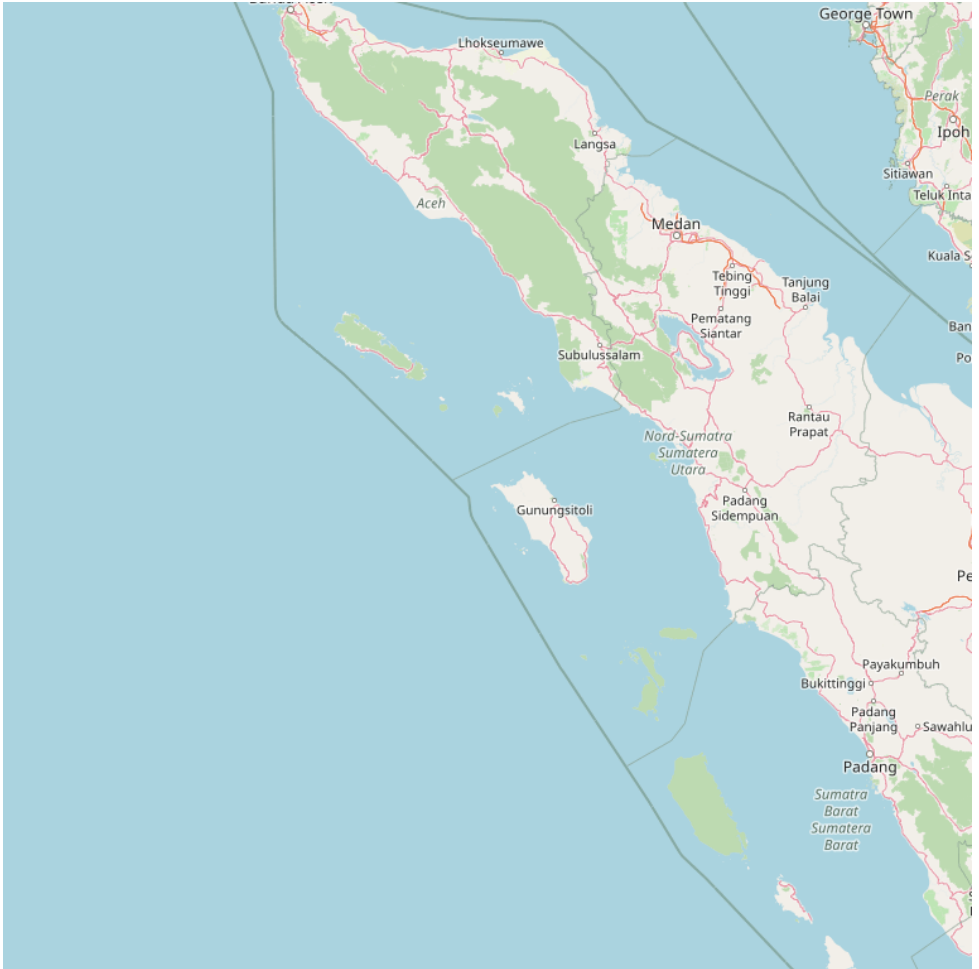 George Town
Lhokseumawe
Perak
Ipoh
Langsa
Sitiawan
Teluk Inta
Aceh
Medan
Kuala S
Tebing
Tinggi
Tanjung
Balai
Pematang
Siantar
Ban
Subulussalam
Po
Rantau
Prapat
Nord-Sumatra
Sumatera
Utara
Padang
Sidempuan
Gunungsitoli
Pe
Payakumbuh
Bukittinggi
Padang
Panjang
Sawahlu
Padang
Sumatra
Barat
Sumatera
Barat